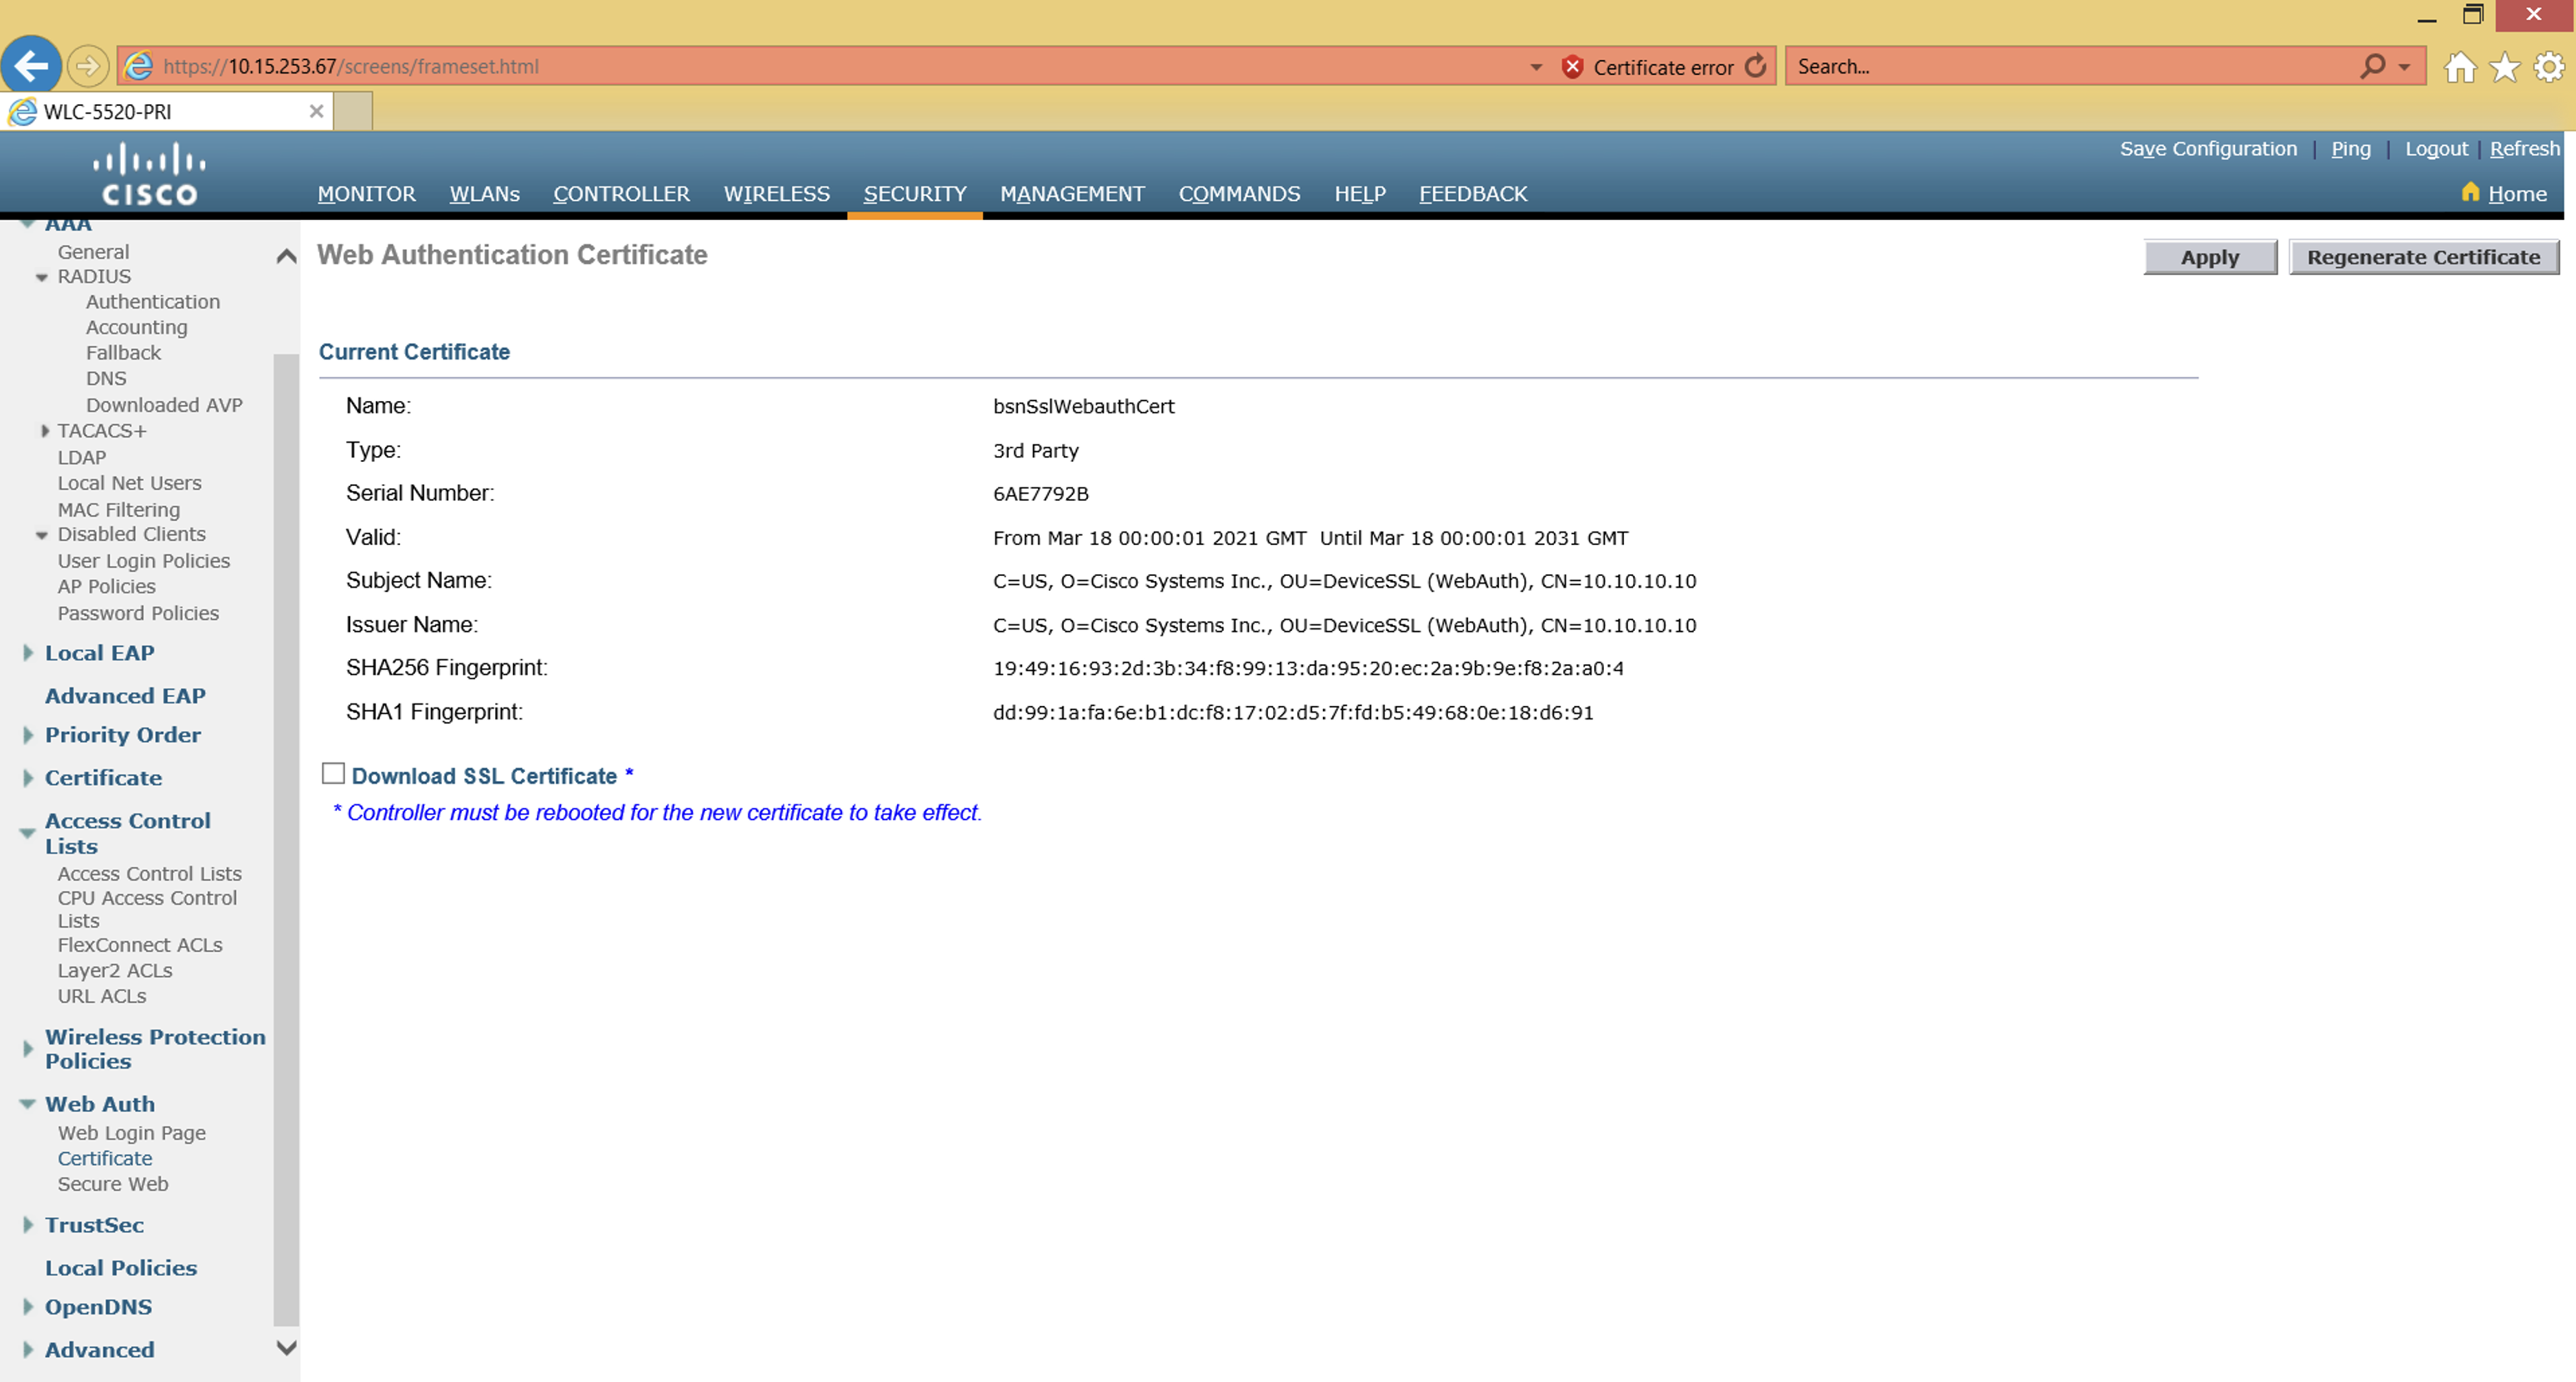 https://10.15.253.67/screens/frameset.html
Certificate error
Search...
WLC-5520-PRI
Save Configuration | Ping | Logout | Refresh
CISCO
MONITOR WLANs CONTROLLER WIRELESS SECURITY MANAGEMENT COMMANDS HELP FEEDBACK
Home
AAA
General
RADIUS
Authentication
Accounting
Fallback
DNS
Downloaded AVP
TACACS+
LDAP
Local Net Users
MAC Filtering
Disabled Clients
User Login Policies
AP Policies
Password Policies
Local EAP
Advanced EAP
Priority Order
Certificate
Access Control
Lists
Access Control Lists
CPU Access Control
Lists
FlexConnect ACLs
Layer2 ACLs
URL ACLs
Wireless Protection
Policies
Web Auth
Web Login Page
Certificate
Secure Web
TrustSec
Local Policies
OpenDNS
Advanced
Web Authentication Certificate
Apply
Regenerate Certificate
Current Certificate
Name: bsnSslWebauthCert
Type: 3rd Party
Serial Number: 6AE7792B
Valid: From Mar 18 00:00:01 2021 GMT Until Mar 18 00:00:01 2031 GMT
Subject Name: C=US, O=Cisco Systems Inc., OU=DeviceSSL (WebAuth), CN=10.10.10.10
Issuer Name: C=US, O=Cisco Systems Inc., OU=DeviceSSL (WebAuth), CN=10.10.10.10
SHA256 Fingerprint: 19:49:16:93:2d:3b:34:f8:99:13:da:95:20:ec:2a:9b:9e:f8:2a:a0:4
SHA1 Fingerprint: dd:99:1a:fa:6e:b1:dc:f8:17:02:d5:7f:fd:b5:49:68:0e:18:d6:91
Download SSL Certificate *
* Controller must be rebooted for the new certificate to take effect.